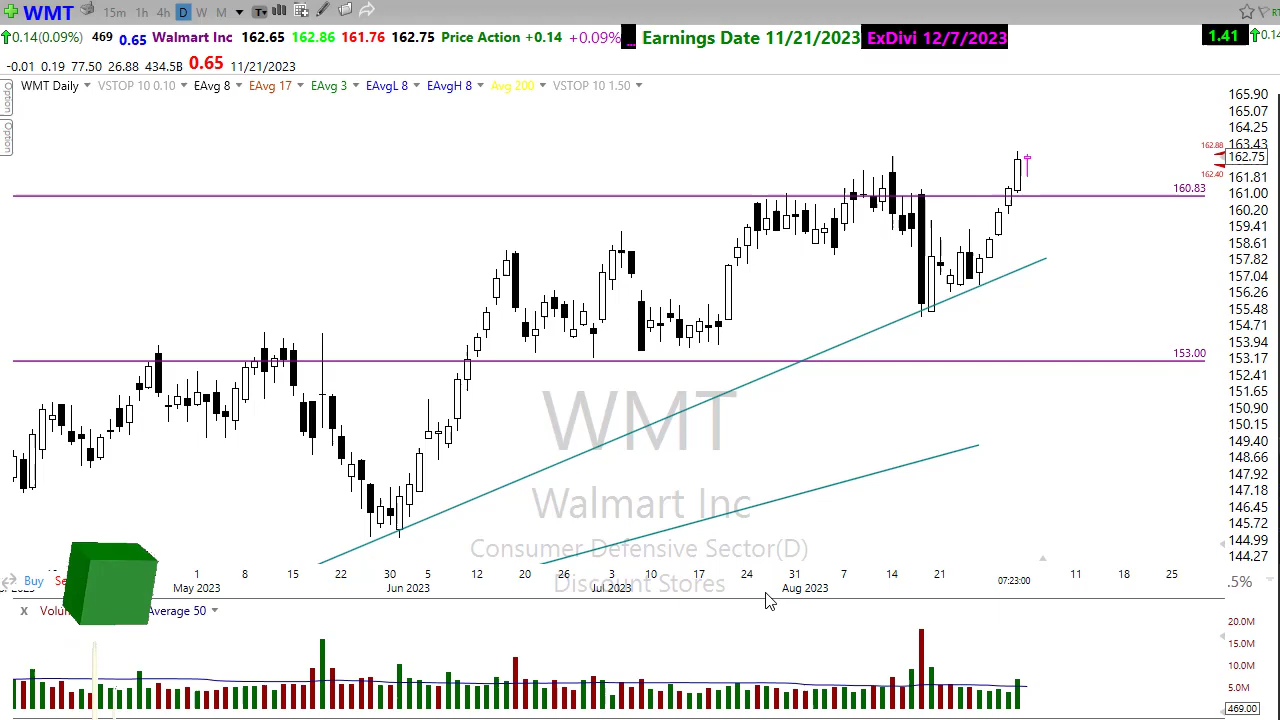 WMT 15m 1h 4h D W M T
0.14(0.09%) 469 0.65 Walmart Inc 162.65 162.86 161.76 162.75 Price Action +0.14 +0.09% Earnings Date 11/21/2023 ExDivi 12/7/2023 1.41 0.14
-0.01 0.19 77.50 26.88 434.5B 0.65 11/21/2023
Option
Option
WMT Daily VSTOP 10 0.10 EAvg 8 EAvg 17 EAvg 3 EAvgL 8 EAvgH 8 Avg 200 VSTOP 10 1.50
165.90
165.07
164.25
163.43
162.88
162.75
162.40
161.81
160.83
161.00
160.20
159.41
158.61
157.82
157.04
156.26
155.48
154.71
153.94
153.00
153.17
152.41
151.65
150.90
150.15
149.40
148.66
147.92
147.18
146.45
145.72
144.99
144.27
WMT
Walmart Inc
Consumer Defensive Sector(D)
Discount Stores
1 8 15 22 30 5 12 20 26 3 10 17 24 31 7 14 21 07:23:00 11 18 25
May 2023 Jun 2023 Jul 2023 Aug 2023
Buy
.5%
x Average 50
20.0M
15.0M
10.0M
5.0M
469.00